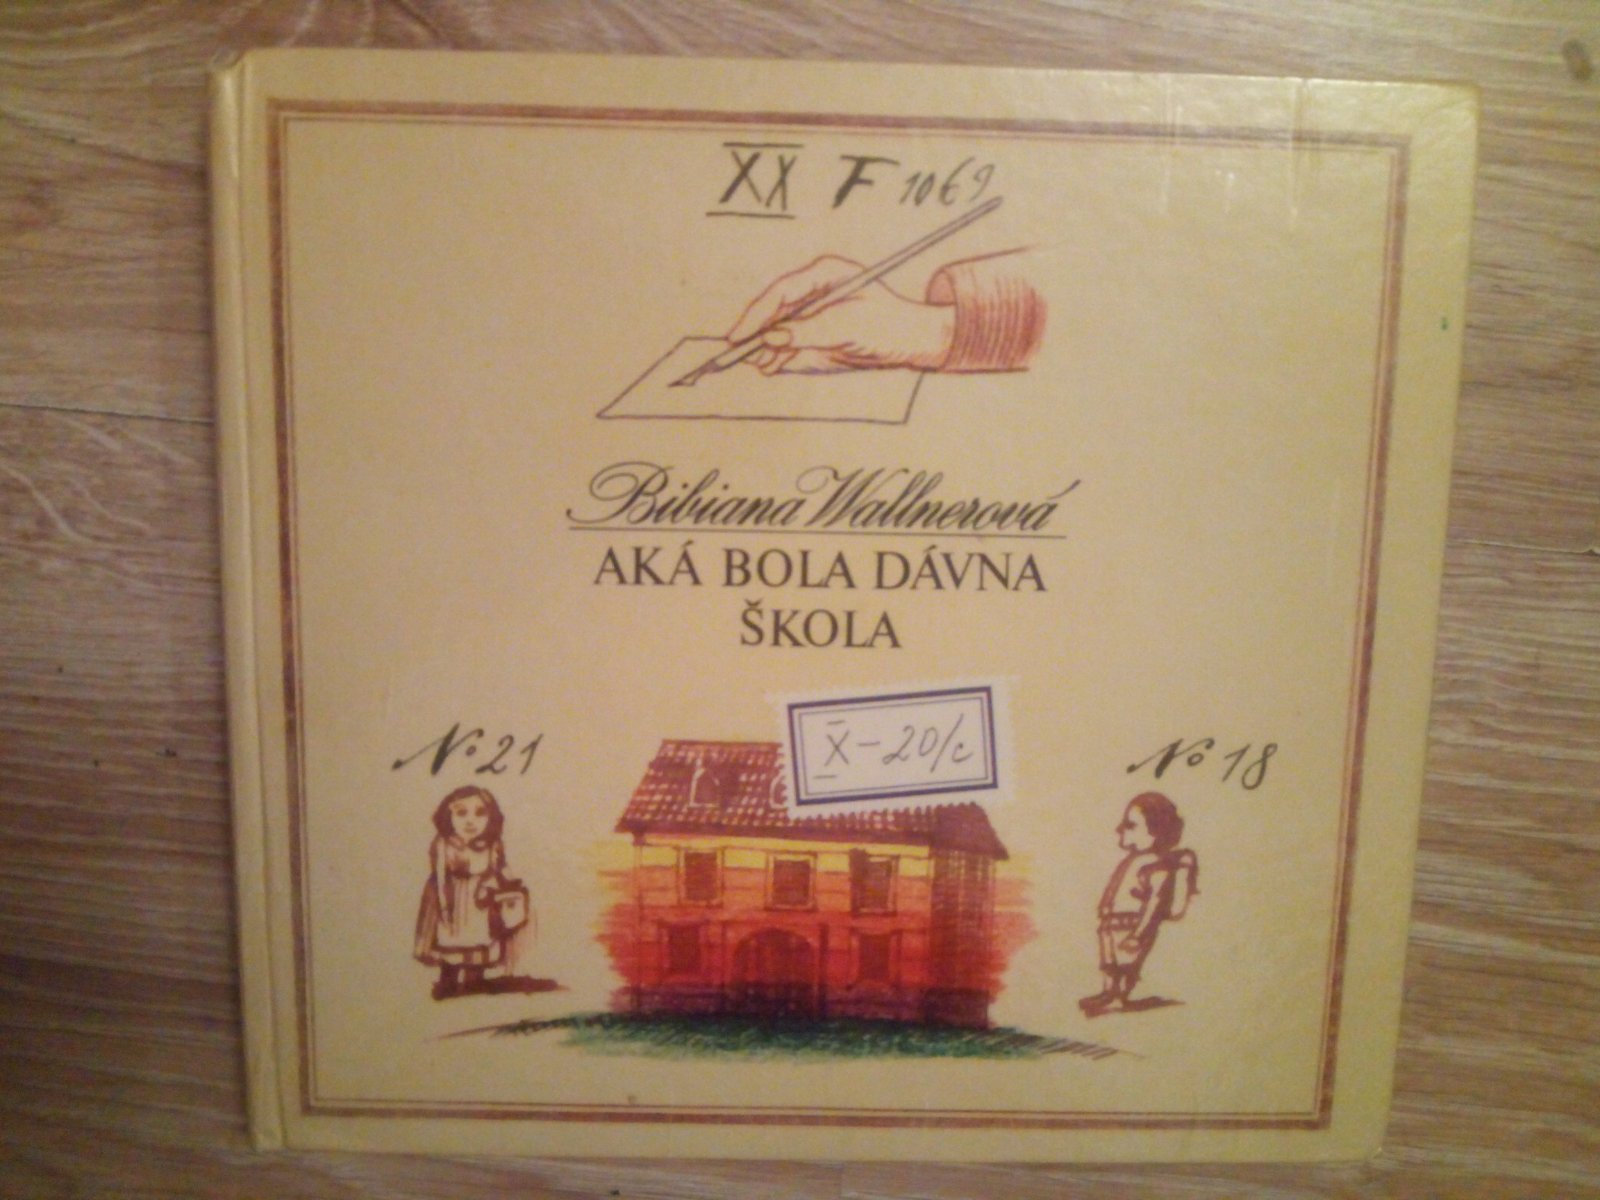 XX F 1069
Bibiana Wallnerová
AKÁ BOLA DÁVNA
ŠKOLA
X-20/c
No 21
No 18